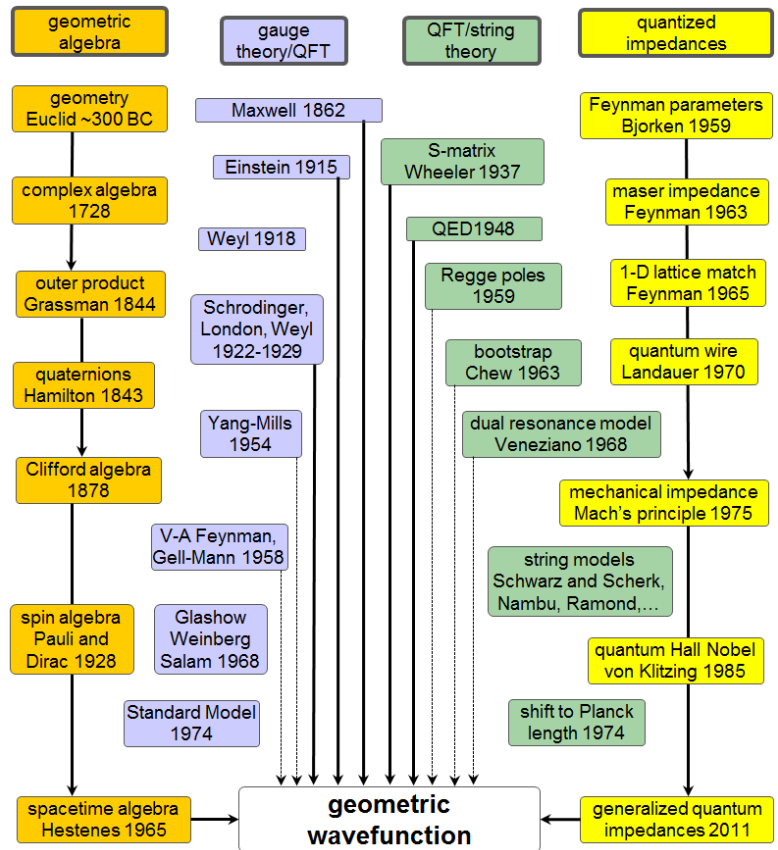 geometric
algebra
gauge
theory/QFT
QFT/string
theory
quantized
impedances
geometry
Euclid ~300 BC
complex algebra
1728
outer product
Grassman 1844
quaternions
Hamilton 1843
Clifford algebra
1878
spin algebra
Pauli and
Dirac 1928
spacetime algebra
Hestenes 1965
Maxwell 1862
Einstein 1915
Weyl 1918
Schrodinger,
London, Weyl
1922-1929
Yang-Mills
1954
V-A Feynman,
Gell-Mann 1958
Glashow
Weinberg
Salam 1968
Standard Model
1974
S-matrix
Wheeler 1937
QED1948
Regge poles
1959
bootstrap
Chew 1963
dual resonance model
Veneziano 1968
string models
Schwarz and Scherk,
Nambu, Ramond,...
shift to Planck
length 1974
Feynman parameters
Bjorken 1959
maser impedance
Feynman 1963
1-D lattice match
Feynman 1965
quantum wire
Landauer 1970
mechanical impedance
Mach's principle 1975
quantum Hall Nobel
von Klitzing 1985
generalized quantum
impedances 2011
geometric
wavefunction